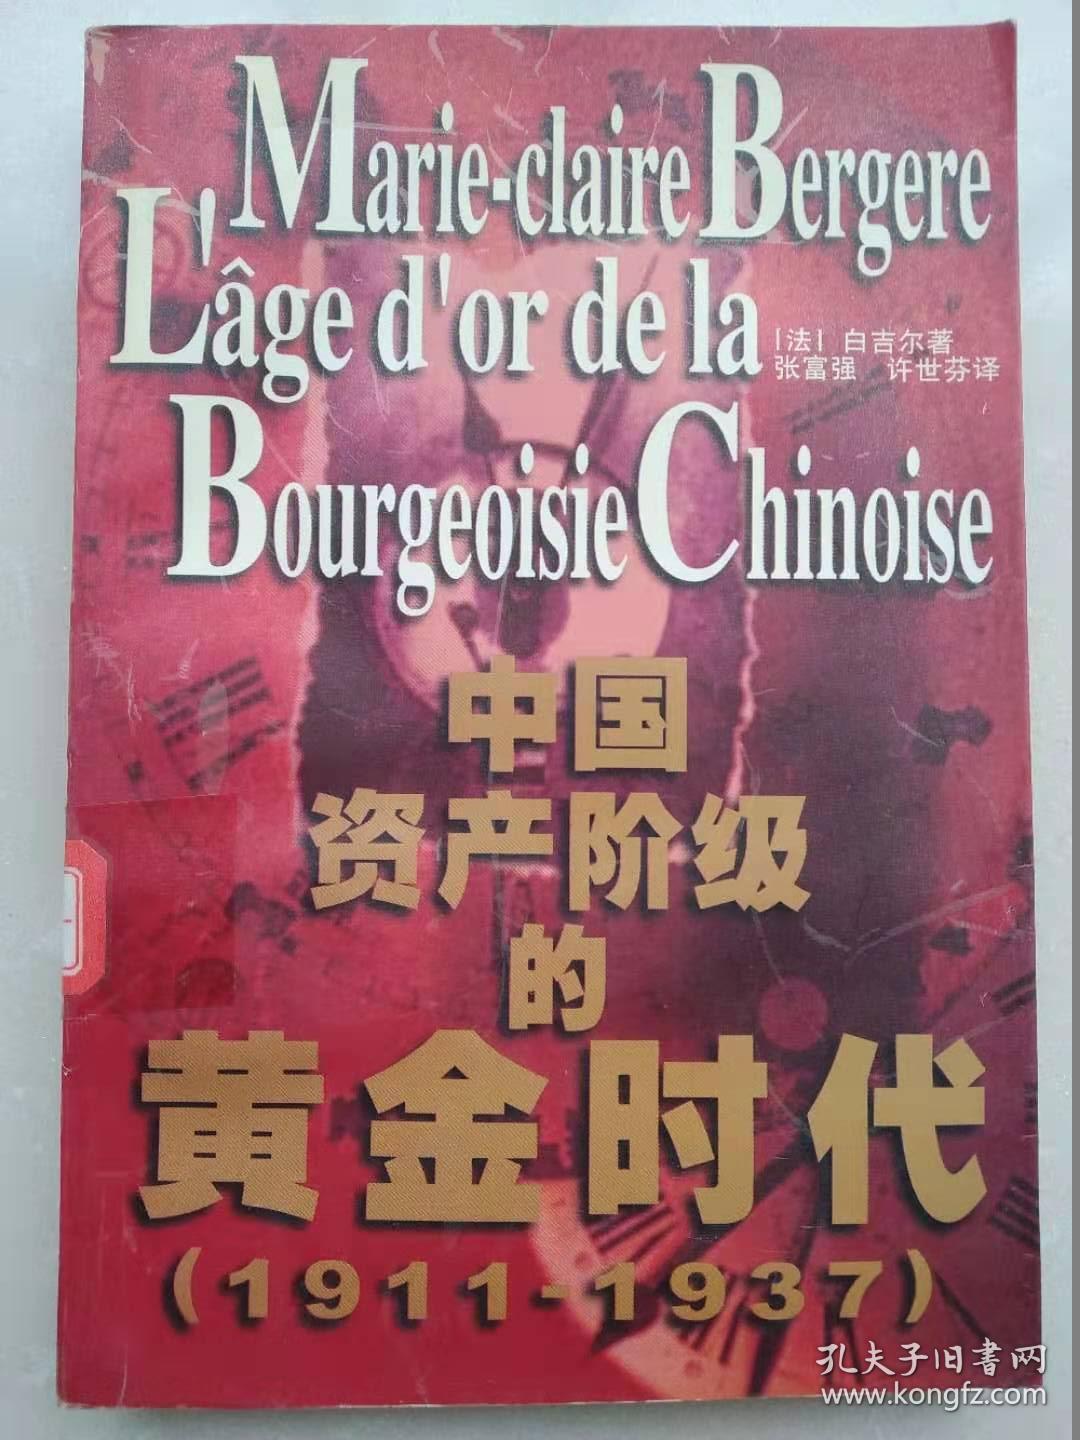 Marie-claire Bergere
L'âge d'or de la
[法] 白吉尔著
张富强 许世芬译
Bourgeoisie Chinoise
中国
资产阶级
的
黄金时代
(1911-1937)
孔夫子旧書网
www.kongfz.com